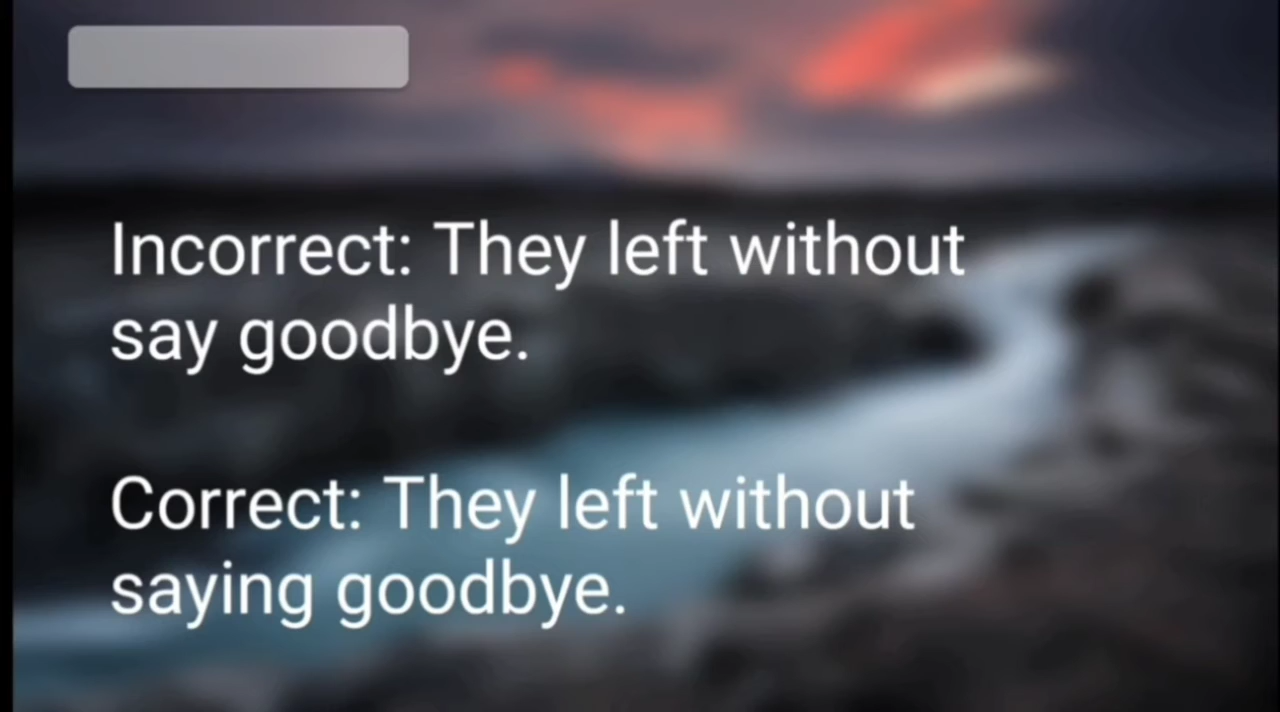 Incorrect: They left without
say goodbye.
Correct: They left without
saying goodbye.